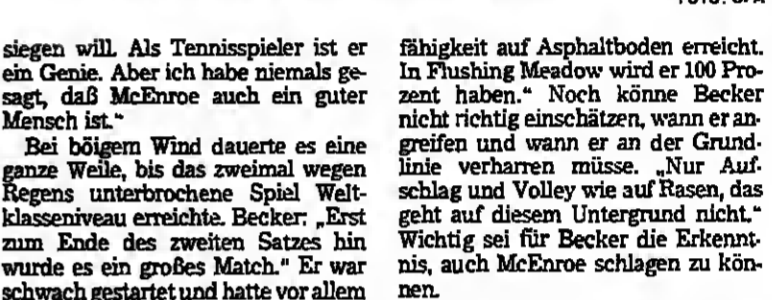 siegen will. Als Tennisspieler ist er
ein Genie. Aber ich habe niemals ge-
sagt, daß McEnroe auch ein guter
Mensch ist.“
Bei böigem Wind dauerte es eine
ganze Weile, bis das zweimal wegen
Regens unterbrochene Spiel Welt-
klasseniveau erreichte. Becker: „Erst
zum Ende des zweiten Satzes hin
wurde es ein großes Match.“ Er war
schwach gestartet und hatte vor allem
fähigkeit auf Asphaltboden erreicht.
In Flushing Meadow wird er 100 Pro-
zent haben.“ Noch könne Becker
nicht richtig einschätzen, wann er an-
greifen und wann er an der Grund-
linie verharren müsse. „Nur Auf-
schlag und Volley wie auf Rasen, das
geht auf diesem Untergrund nicht.“
Wichtig sei für Becker die Erkennt-
nis, auch McEnroe schlagen zu kön-
nen.